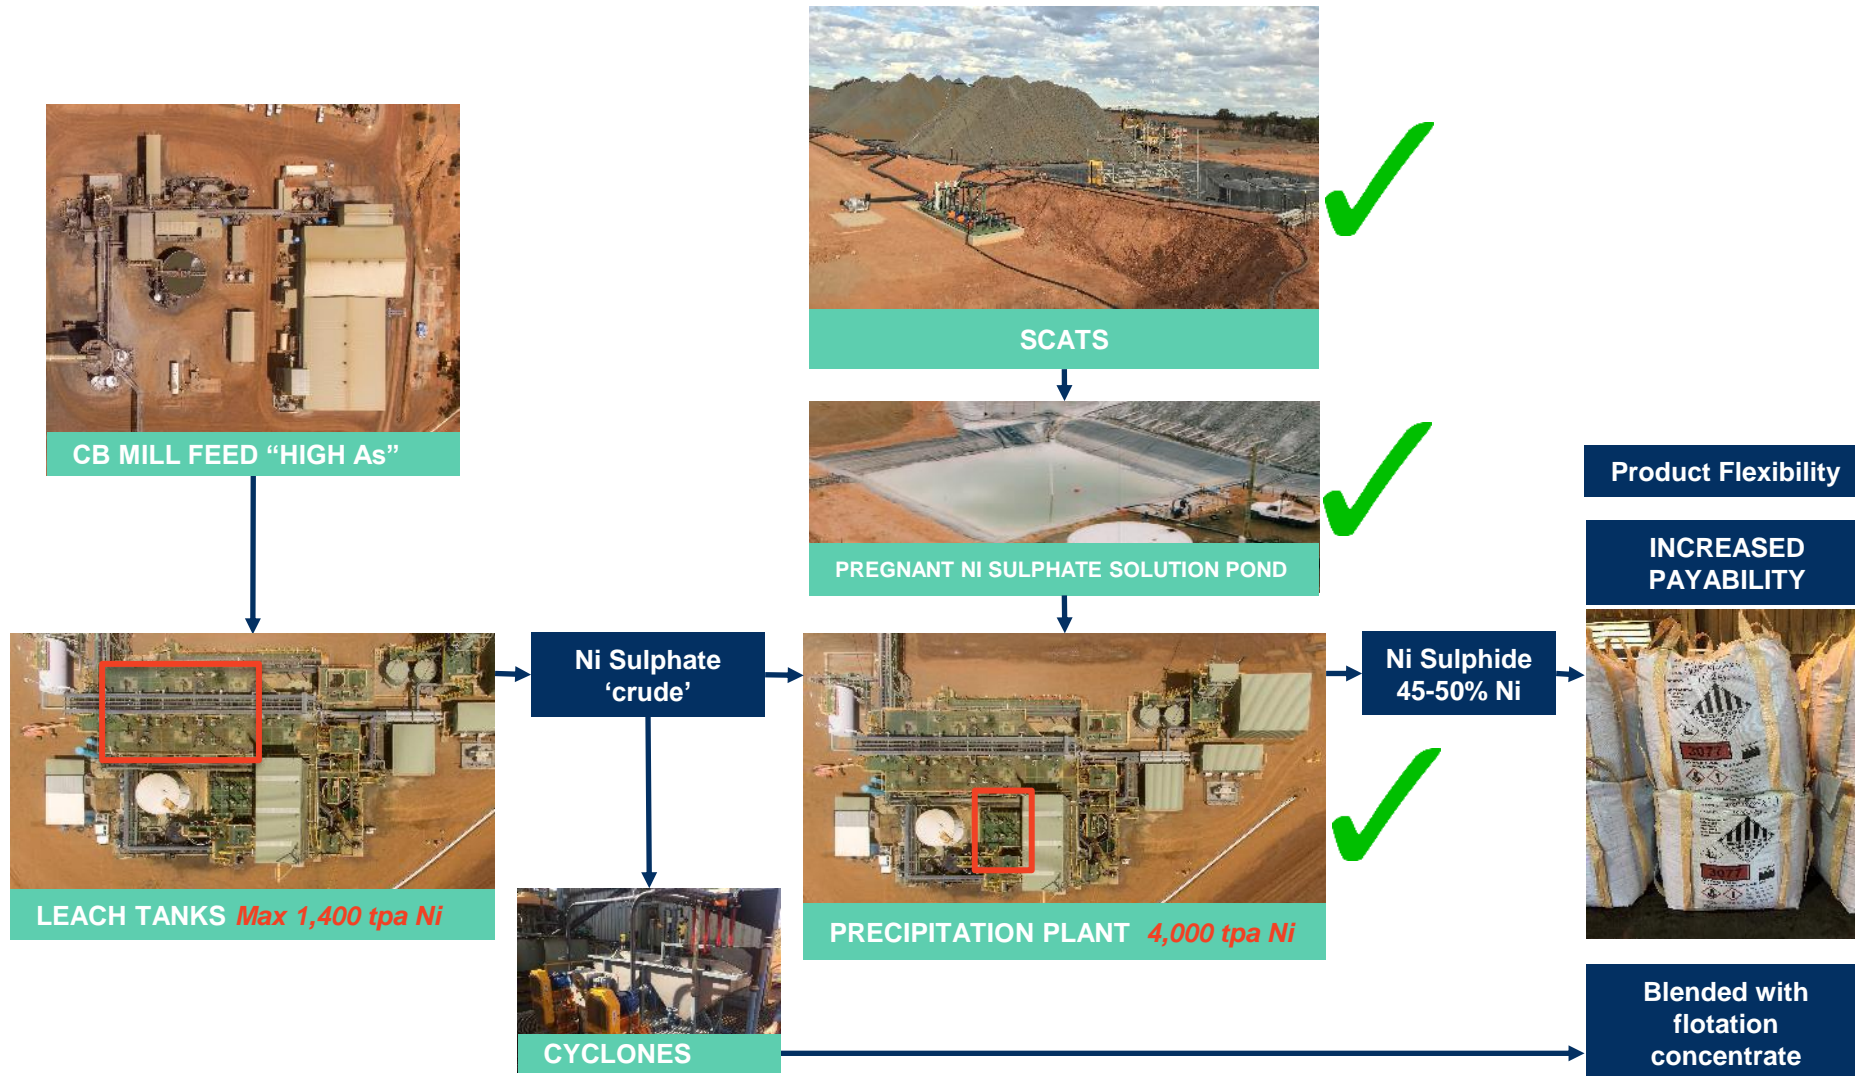 SCATS
CB MILL FEED “HIGH As”
PREGNANT NI SULPHATE SOLUTION POND
Product Flexibility
INCREASED
PAYABILITY
Ni Sulphate
‘crude’
Ni Sulphide
45-50% Ni
3077
3077
LEACH TANKS Max 1,400 tpa Ni
PRECIPITATION PLANT 4,000 tpa Ni
CYCLONES
Blended with
flotation
concentrate